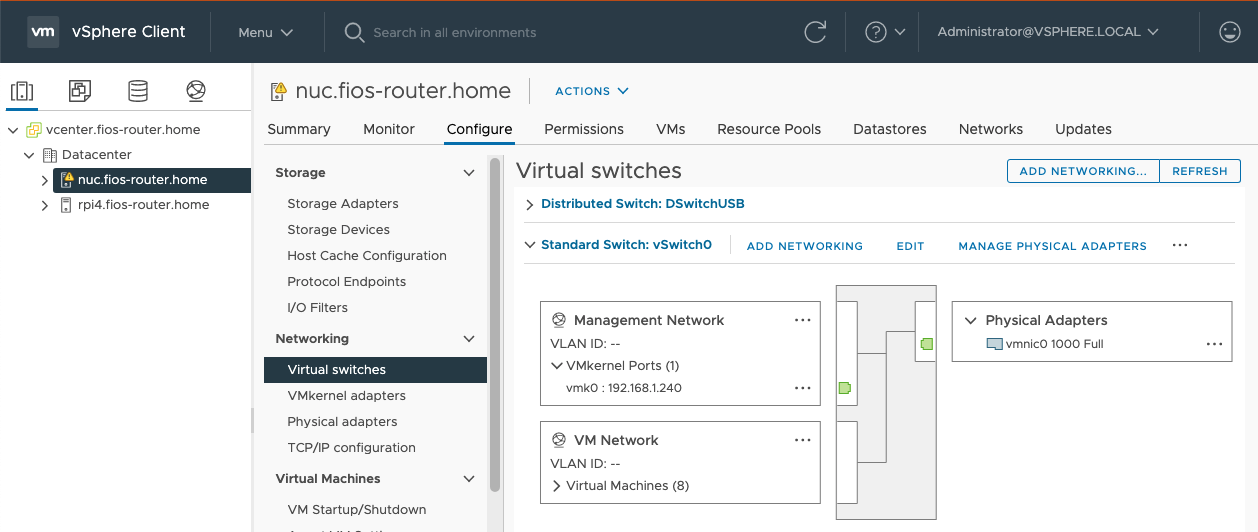 vm vSphere Client Menu Search in all environments Administrator@VSPHERE.LOCAL
vcenter.fios-router.home
Datacenter
nuc.fios-router.home
rpi4.fios-router.home
nuc.fios-router.home ACTIONS
Summary Monitor Configure Permissions VMs Resource Pools Datastores Networks Updates
Storage
Storage Adapters
Storage Devices
Host Cache Configuration
Protocol Endpoints
I/O Filters
Networking
Virtual switches
VMkernel adapters
Physical adapters
TCP/IP configuration
Virtual Machines
VM Startup/Shutdown
Virtual switches ADD NETWORKING... REFRESH
Distributed Switch: DSwitchUSB
Standard Switch: vSwitch0 ADD NETWORKING EDIT MANAGE PHYSICAL ADAPTERS ...
Management Network ...
VLAN ID: --
VMkernel Ports (1)
vmk0 : 192.168.1.240 ...
VM Network ...
VLAN ID: --
Virtual Machines (8)
Physical Adapters
vmnic0 1000 Full ...